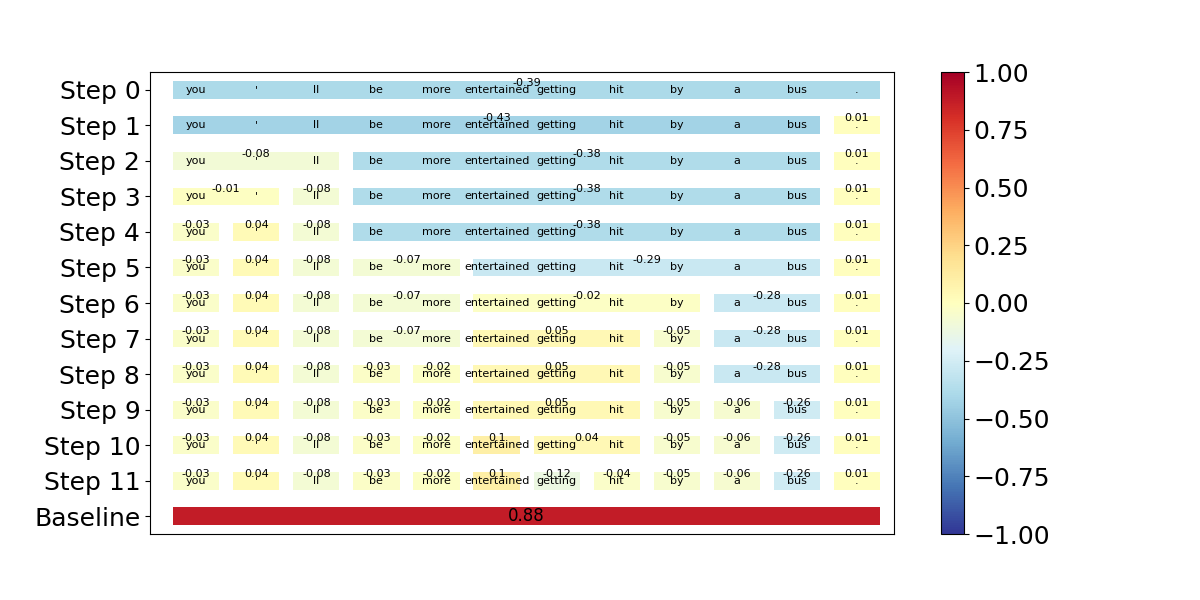 -0.39
Step 0 you ' ll be more entertained getting hit by a bus .
-0.43 0.01
Step 1 you ' ll be more entertained getting hit by a bus .
-0.08 -0.38 0.01
Step 2 you ' ll be more entertained getting hit by a bus .
-0.01 -0.08 -0.38 0.01
Step 3 you ' ll be more entertained getting hit by a bus .
-0.03 0.04 -0.08 -0.38 0.01
Step 4 you ' ll be more entertained getting hit by a bus .
-0.03 0.04 -0.08 -0.07 -0.29 0.01
Step 5 you ' ll be more entertained getting hit by a bus .
-0.03 0.04 -0.08 -0.07 -0.02 -0.28 0.01
Step 6 you ' ll be more entertained getting hit by a bus .
-0.03 0.04 -0.08 -0.07 0.05 -0.05 -0.28 0.01
Step 7 you ' ll be more entertained getting hit by a bus .
-0.03 0.04 -0.08 -0.03 -0.02 0.05 -0.05 -0.28 0.01
Step 8 you ' ll be more entertained getting hit by a bus .
-0.03 0.04 -0.08 -0.03 -0.02 0.05 -0.05 -0.06 -0.26 0.01
Step 9 you ' ll be more entertained getting hit by a bus .
-0.03 0.04 -0.08 -0.03 -0.02 0.1 0.04 -0.05 -0.06 -0.26 0.01
Step 10 you ' ll be more entertained getting hit by a bus .
-0.03 0.04 -0.08 -0.03 -0.02 0.1 -0.12 -0.04 -0.05 -0.06 -0.26 0.01
Step 11 you ' ll be more entertained getting hit by a bus .
Baseline 0.88
1.00
0.75
0.50
0.25
0.00
−0.25
−0.50
−0.75
−1.00